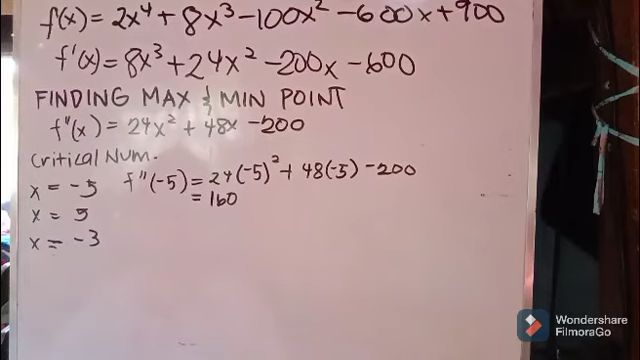 f(x) = 2x⁴ + 8x³ - 100x² - 600x + 900
f'(x) = 8x³ + 24x² - 200x - 600
FINDING MAX & MIN POINT
f"(x) = 24x² + 48x - 200
Critical Num.
x = -5 f"(-5) = 24(-5)² + 48(-5) - 200
= 160
x = 5
x = -3
Wondershare
FilmoraGo